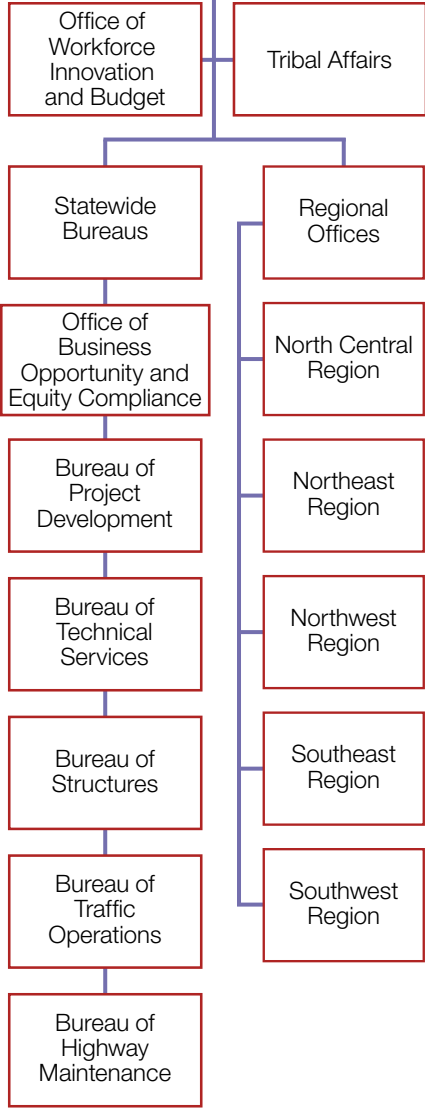 Office of
Workforce
Innovation
and Budget
Tribal Affairs
Statewide
Bureaus
Office of
Business
Opportunity and
Equity Compliance
Bureau of
Project
Development
Bureau of
Technical
Services
Bureau of
Structures
Bureau of
Traffic
Operations
Bureau of
Highway
Maintenance
Regional
Offices
North Central
Region
Northeast
Region
Northwest
Region
Southeast
Region
Southwest
Region